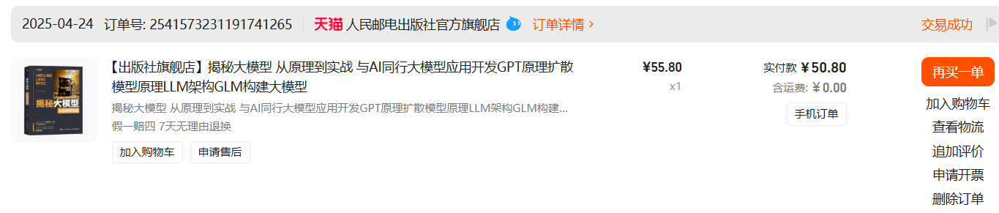 2025-04-24 订单号: 2541573231191741265 天猫 人民邮电出版社官方旗舰店 订单详情 › 交易成功
【出版社旗舰店】揭秘大模型 从原理到实战 与AI同行大模型应用开发GPT原理扩散
模型原理LLM架构GLM构建大模型
揭秘大模型 从原理到实战 与AI同行大模型应用开发GPT原理扩散模型原理LLM架构GLM构建...
假一赔四 7天无理由退换
加入购物车 申请售后
¥55.80
x1
实付款 ¥50.80
含运费: ¥0.00
手机订单
再买一单
加入购物车
查看物流
追加评价
申请开票
删除订单
UNVEILING
LARGE
MODEL
揭秘大模型